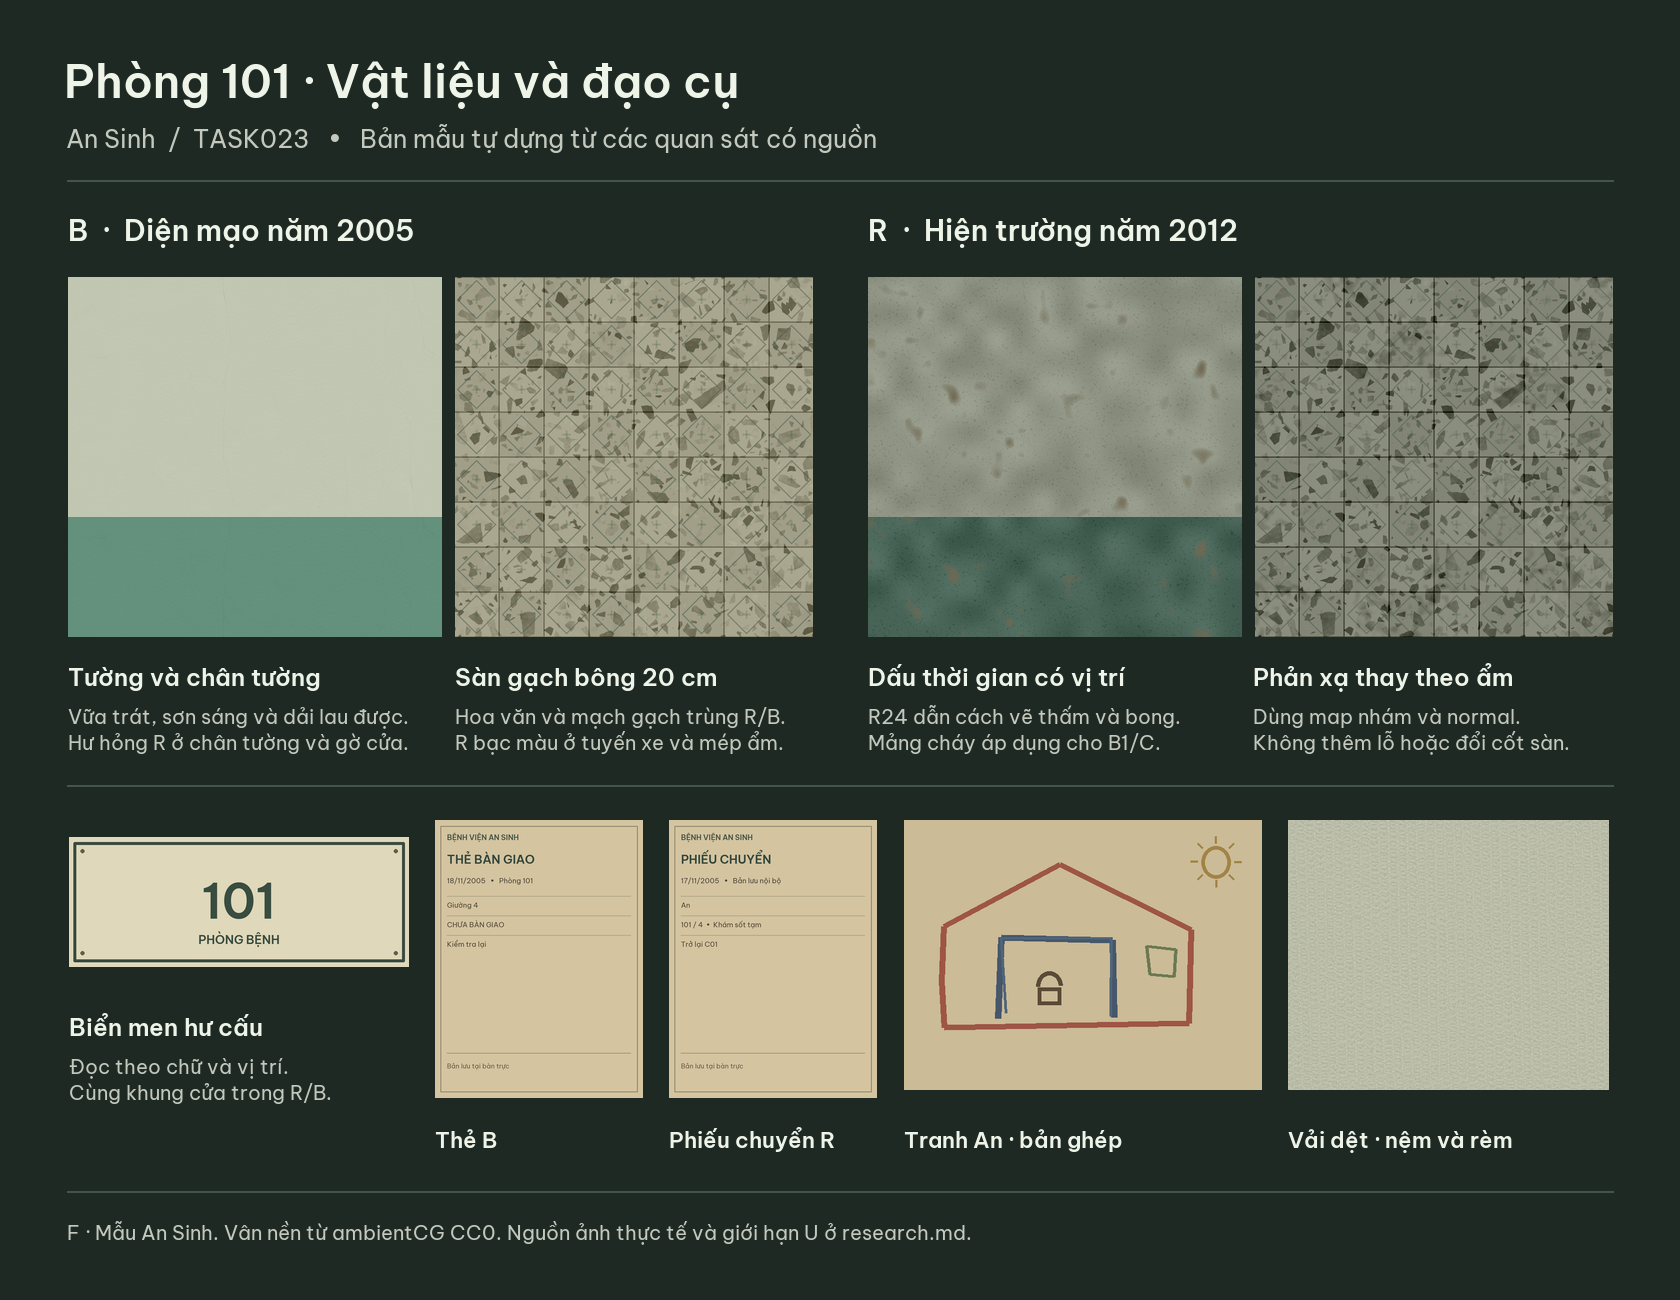 Phòng 101 · Vật liệu và đạo cụ
An Sinh / TASK023 • Bản mẫu tự dựng từ các quan sát có nguồn
B · Diện mạo năm 2005
R · Hiện trường năm 2012
Tường và chân tường
Vữa trát, sơn sáng và dải lau được.
Hư hỏng R ở chân tường và gờ cửa.
Sàn gạch bông 20 cm
Hoa văn và mạch gạch trùng R/B.
R bạc màu ở tuyến xe và mép ẩm.
Dấu thời gian có vị trí
R24 dẫn cách vẽ thấm và bong.
Mảng cháy áp dụng cho B1/C.
Phản xạ thay theo ẩm
Dùng map nhám và normal.
Không thêm lỗ hoặc đổi cốt sàn.
101
PHÒNG BỆNH
Biển men hư cấu
Đọc theo chữ và vị trí.
Cùng khung cửa trong R/B.
BỆNH VIỆN AN SINH
THẺ BÀN GIAO
18/11/2005 • Phòng 101
Giường 4
CHƯA BÀN GIAO
Kiểm tra lại
Bản lưu tại bàn trực
Thẻ B
BỆNH VIỆN AN SINH
PHIẾU CHUYỂN
17/11/2005 • Bản lưu nội bộ
An
101 / 4 • Khám sốt tạm
Trở lại C01
Bản lưu tại bàn trực
Phiếu chuyển R
Tranh An · bản ghép
Vải dệt · nệm và rèm
F · Mẫu An Sinh. Vân nền từ ambientCG CC0. Nguồn ảnh thực tế và giới hạn U ở research.md.